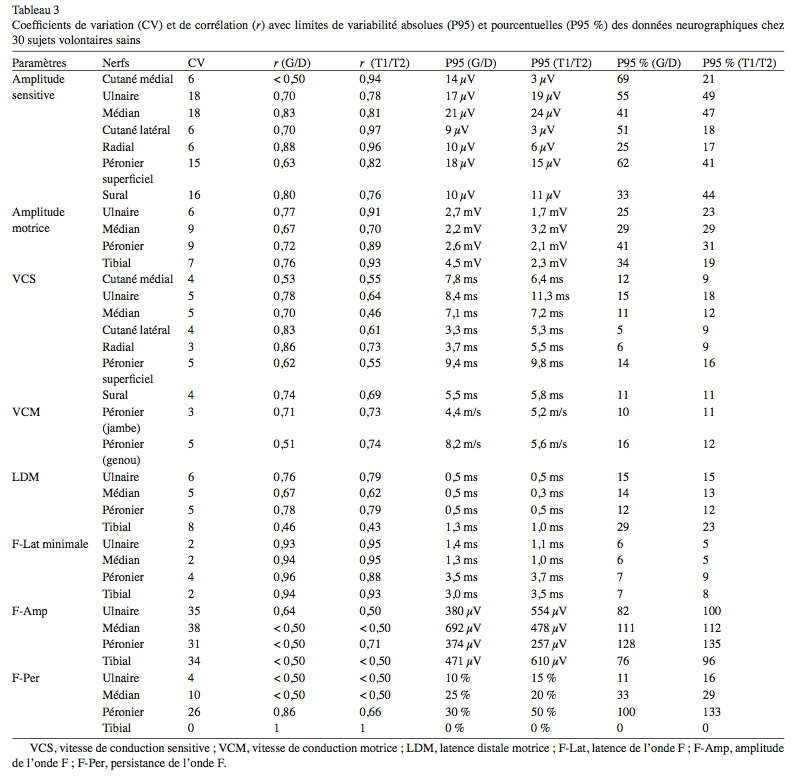 Tableau 3
Coefficients de variation (CV) et de corrélation (r) avec limites de variabilité absolues (P95) et pourcentuelles (P95 %) des données neurographiques chez
30 sujets volontaires sains
Paramètres Nerfs CV r (G/D) r (T1/T2) P95 (G/D) P95 (T1/T2) P95 % (G/D) P95 % (T1/T2)
Amplitude Cutané médial 6 < 0,50 0,94 14 µV 3 µV 69 21
sensitive Ulnaire 18 0,70 0,78 17 µV 19 µV 55 49
Médian 18 0,83 0,81 21 µV 24 µV 41 47
Cutané latéral 6 0,70 0,97 9 µV 3 µV 51 18
Radial 6 0,88 0,96 10 µV 6 µV 25 17
Péronier 15 0,63 0,82 18 µV 15 µV 62 41
superficiel
Sural 16 0,80 0,76 10 µV 11 µV 33 44
Amplitude Ulnaire 6 0,77 0,91 2,7 mV 1,7 mV 25 23
motrice Médian 9 0,67 0,70 2,2 mV 3,2 mV 29 29
Péronier 9 0,72 0,89 2,6 mV 2,1 mV 41 31
Tibial 7 0,76 0,93 4,5 mV 2,3 mV 34 19
VCS Cutané médial 4 0,53 0,55 7,8 ms 6,4 ms 12 9
Ulnaire 5 0,78 0,64 8,4 ms 11,3 ms 15 18
Médian 5 0,70 0,46 7,1 ms 7,2 ms 11 12
Cutané latéral 4 0,83 0,61 3,3 ms 5,3 ms 5 9
Radial 3 0,86 0,73 3,7 ms 5,5 ms 6 9
Péronier 5 0,62 0,55 9,4 ms 9,8 ms 14 16
superficiel
Sural 4 0,74 0,69 5,5 ms 5,8 ms 11 11
VCM Péronier 3 0,71 0,73 4,4 m/s 5,2 m/s 10 11
(jambe)
Péronier 5 0,51 0,74 8,2 m/s 5,6 m/s 16 12
(genou)
LDM Ulnaire 6 0,76 0,79 0,5 ms 0,5 ms 15 15
Médian 5 0,67 0,62 0,5 ms 0,3 ms 14 13
Péronier 5 0,78 0,79 0,5 ms 0,5 ms 12 12
Tibial 8 0,46 0,43 1,3 ms 1,0 ms 29 23
F-Lat minimale Ulnaire 2 0,93 0,95 1,4 ms 1,1 ms 6 5
Médian 2 0,94 0,95 1,3 ms 1,0 ms 6 5
Péronier 4 0,96 0,88 3,5 ms 3,7 ms 7 9
Tibial 2 0,94 0,93 3,0 ms 3,5 ms 7 8
F-Amp Ulnaire 35 0,64 0,50 380 µV 554 µV 82 100
Médian 38 < 0,50 < 0,50 692 µV 478 µV 111 112
Péronier 31 < 0,50 0,71 374 µV 257 µV 128 135
Tibial 34 < 0,50 < 0,50 471 µV 610 µV 76 96
F-Per Ulnaire 4 < 0,50 < 0,50 10 % 15 % 11 16
Médian 10 < 0,50 < 0,50 25 % 20 % 33 29
Péronier 26 0,86 0,66 30 % 50 % 100 133
Tibial 0 1 1 0 % 0 % 0 0
VCS, vitesse de conduction sensitive ; VCM, vitesse de conduction motrice ; LDM, latence distale motrice ; F-Lat, latence de l'onde F ; F-Amp, amplitude
de l'onde F ; F-Per, persistance de l'onde F.